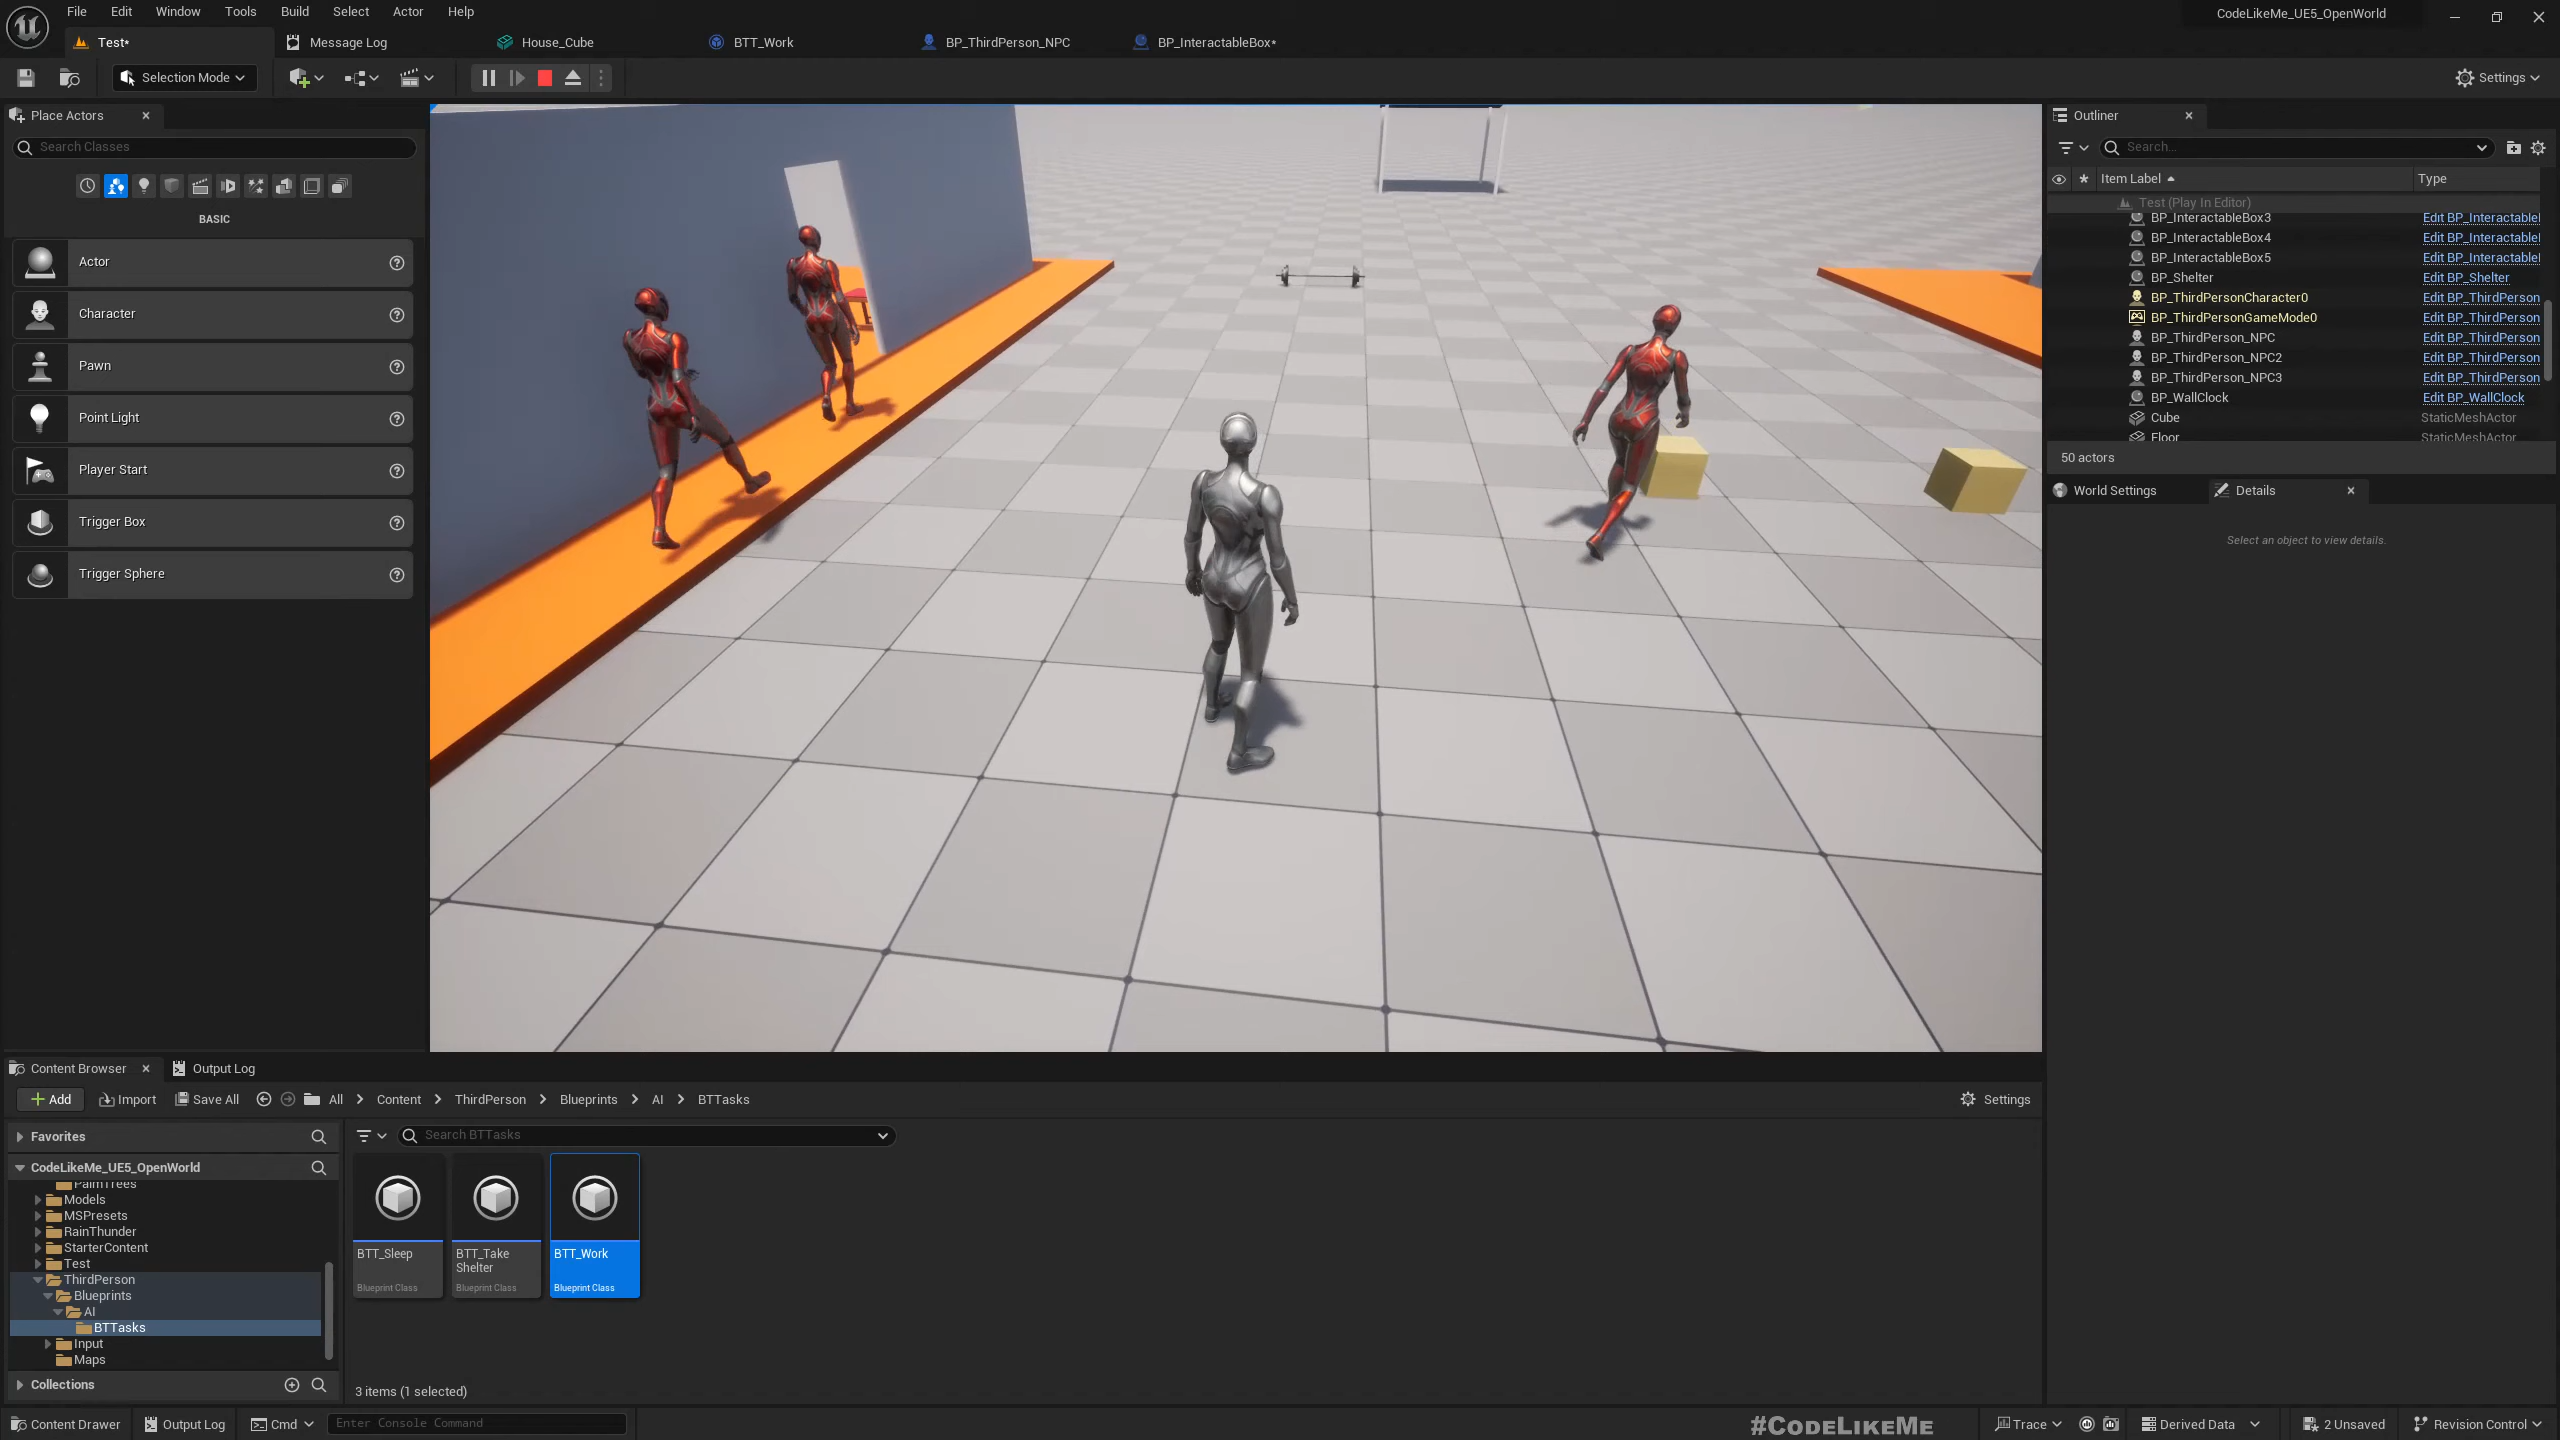 File Edit Window Tools Build Select Actor Help
CodeLikeMe_UE5_OpenWorld
Test*
Message Log
House_Cube
BTT_Work
BP_ThirdPerson_NPC
BP_InteractableBox*
Selection Mode
Settings
Place Actors
Search Classes
BASIC
Actor
Character
Pawn
Point Light
Player Start
Trigger Box
Trigger Sphere
Outliner
Search...
Item Label
Type
Test (Play In Editor)
BP_InteractableBox3 Edit BP_Interactablel
BP_InteractableBox4 Edit BP_Interactablel
BP_InteractableBox5 Edit BP_Interactablel
BP_Shelter Edit BP_Shelter
BP_ThirdPersonCharacter0 Edit BP_ThirdPerson
BP_ThirdPersonGameMode0 Edit BP_ThirdPerson
BP_ThirdPerson_NPC Edit BP_ThirdPerson
BP_ThirdPerson_NPC2 Edit BP_ThirdPerson
BP_ThirdPerson_NPC3 Edit BP_ThirdPerson
BP_WallClock Edit BP_WallClock
Cube StaticMeshActor
Floor StaticMeshActor
50 actors
World Settings
Details
Select an object to view details.
Content Browser
Output Log
Add Import Save All All Content ThirdPerson Blueprints AI BTTasks
Settings
Favorites
Search BTTasks
CodeLikeMe_UE5_OpenWorld
PalmTrees
Models
MSPresets
RainThunder
StarterContent
Test
ThirdPerson
Blueprints
AI
BTTasks
Input
Maps
Collections
BTT_Sleep
Blueprint Class
BTT_Take
Shelter
Blueprint Class
BTT_Work
Blueprint Class
3 items (1 selected)
Content Drawer
Output Log
Cmd
Enter Console Command
#CodeLikeMe
Trace
Derived Data
2 Unsaved
Revision Control